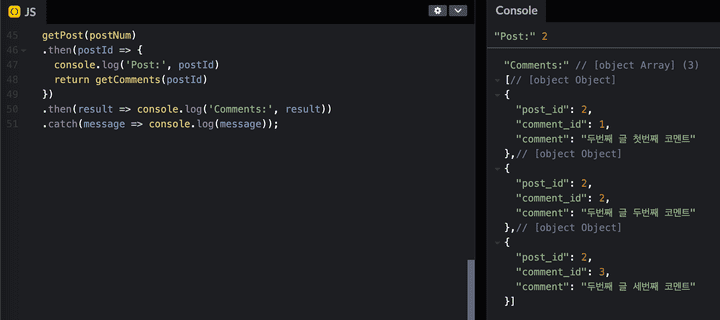 JS
45 getPost(postNum)
46 .then(postId => {
47 console.log('Post:', postId)
48 return getComments(postId)
49 })
50 .then(result => console.log('Comments:', result))
51 .catch(message => console.log(message));
Console
"Post:" 2
"Comments:" // [object Array] (3)
[// [object Object]
{
"post_id": 2,
"comment_id": 1,
"comment": "두번째 글 첫번째 코멘트"
},// [object Object]
{
"post_id": 2,
"comment_id": 2,
"comment": "두번째 글 두번째 코멘트"
},// [object Object]
{
"post_id": 2,
"comment_id": 3,
"comment": "두번째 글 세번째 코멘트"
}]